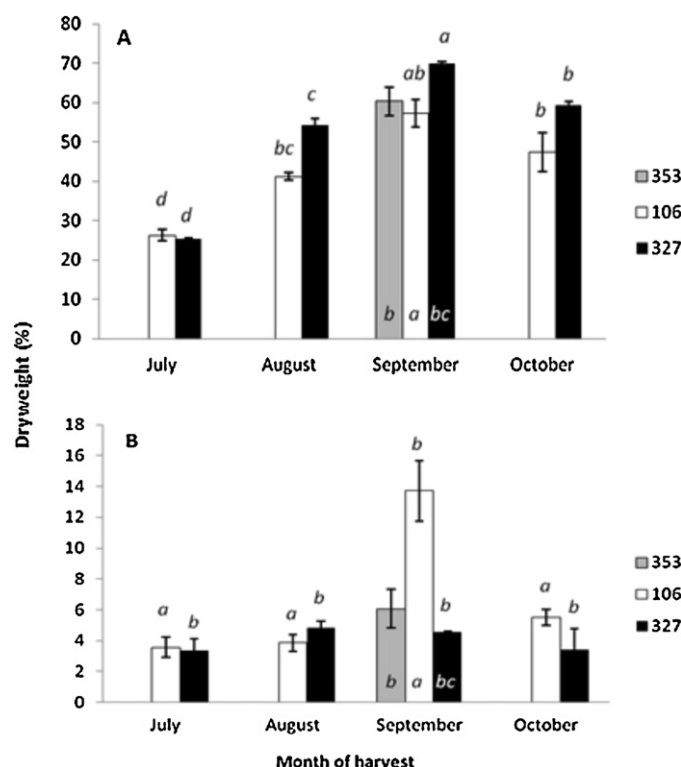 A
80
70
60
50
40
30
20
10
0
d d
bc c
ab a
b b
b a bc
July August September October
353
106
327
Dryweight (%)
B
18
16
14
12
10
8
6
4
2
0
a b
a b
b b
a b
b a bc
July August September October
353
106
327
Month of harvest